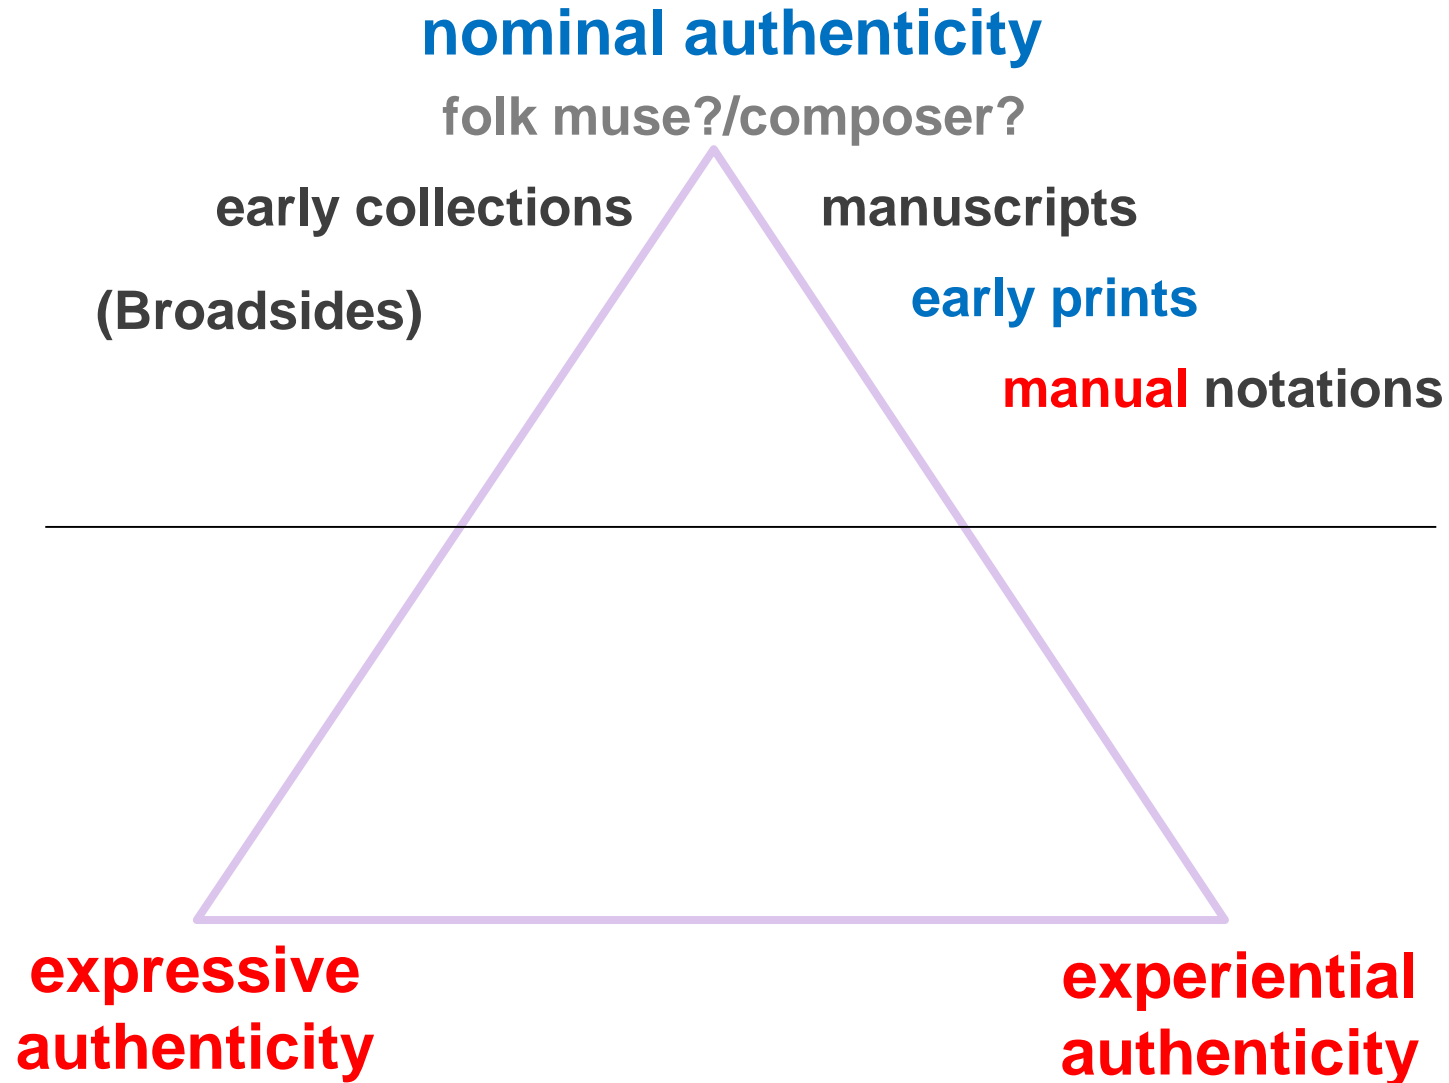 nominal authenticity
folk muse?/composer?
early collections
manuscripts
(Broadsides)
early prints
manual notations
expressive
authenticity
experiential
authenticity